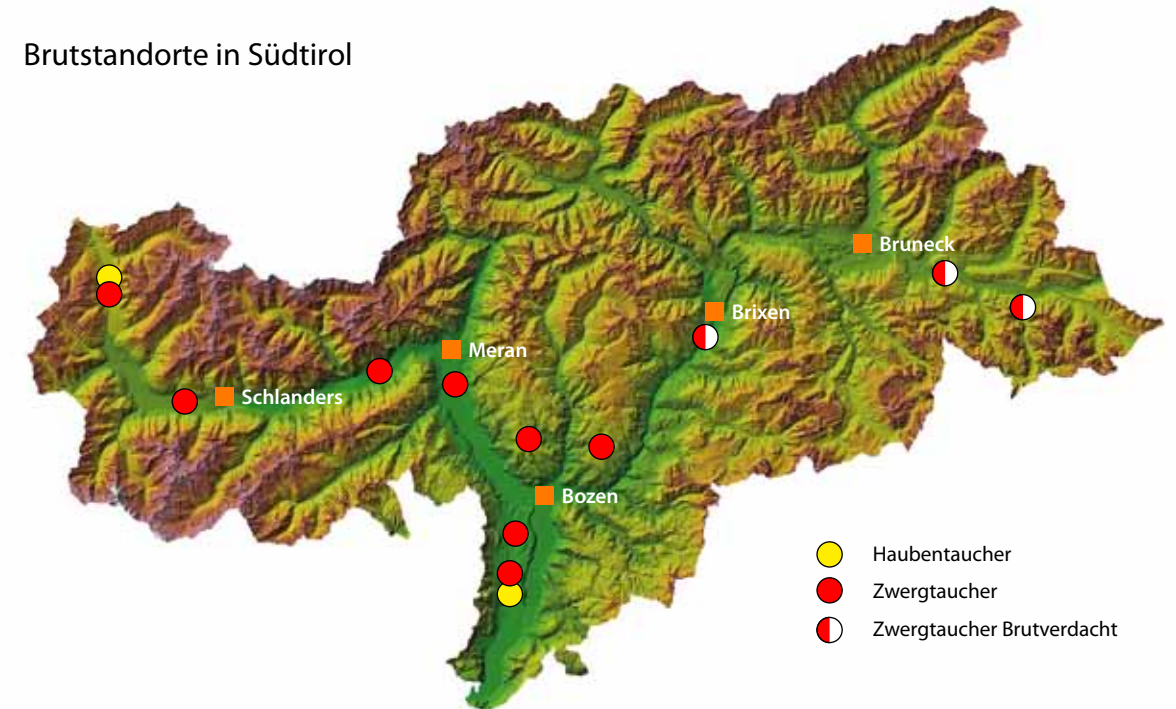 Brutstandorte in Südtirol
Bruneck
Brixen
Meran
Schlanders
Bozen
Haubentaucher
Zwergtaucher
Zwergtaucher Brutverdacht